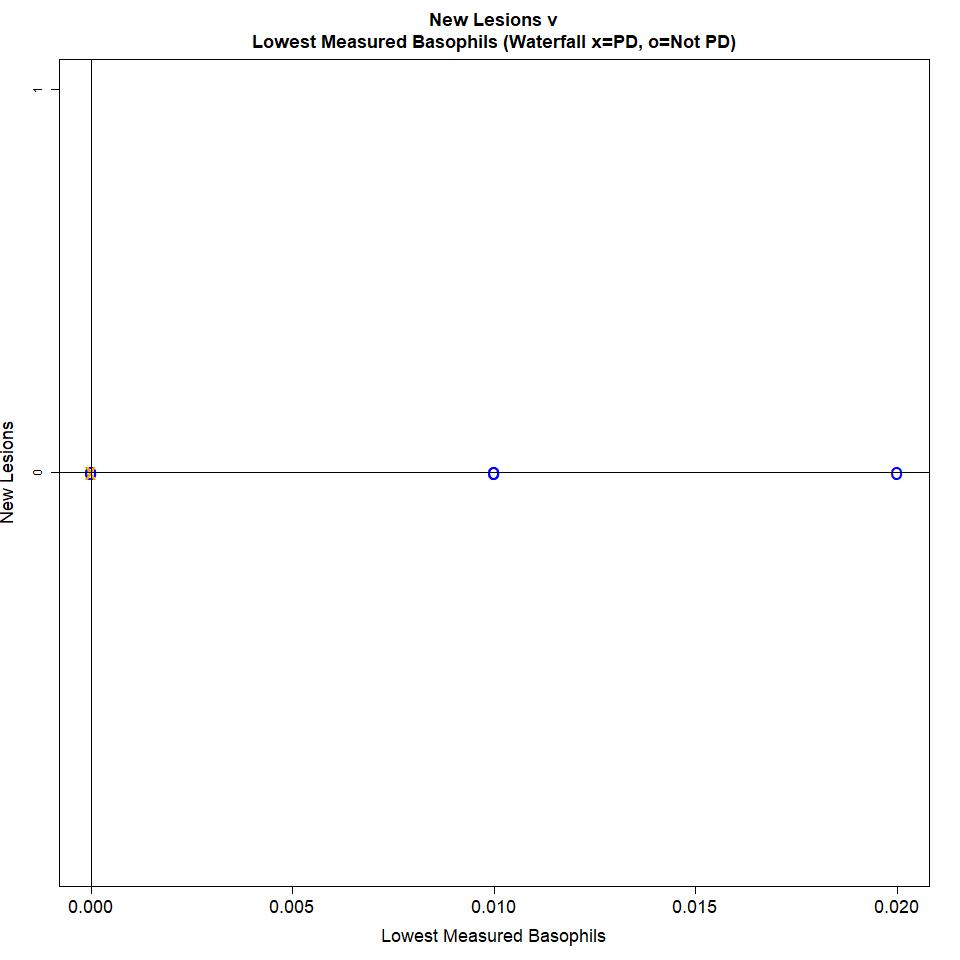 New Lesions v
Lowest Measured Basophils (Waterfall x=PD, o=Not PD)
1
0
New Lesions
0.000
0.005
0.010
0.015
0.020
Lowest Measured Basophils